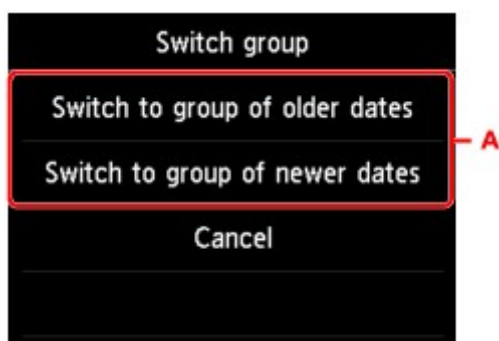 Switch group
Switch to group of older dates
A
Switch to group of newer dates
Cancel